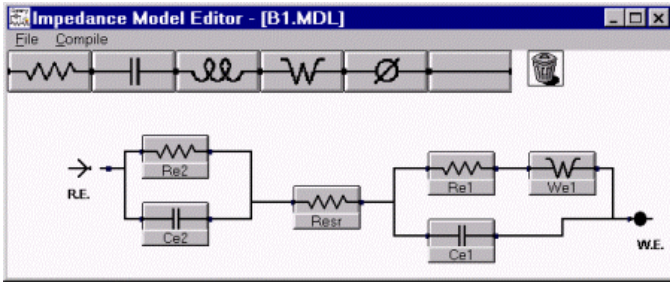 Impedance Model Editor - [B1.MDL]
File Compile
R.E.
Re2
Ce2
Resr
Re1
We1
Ce1
W.E.